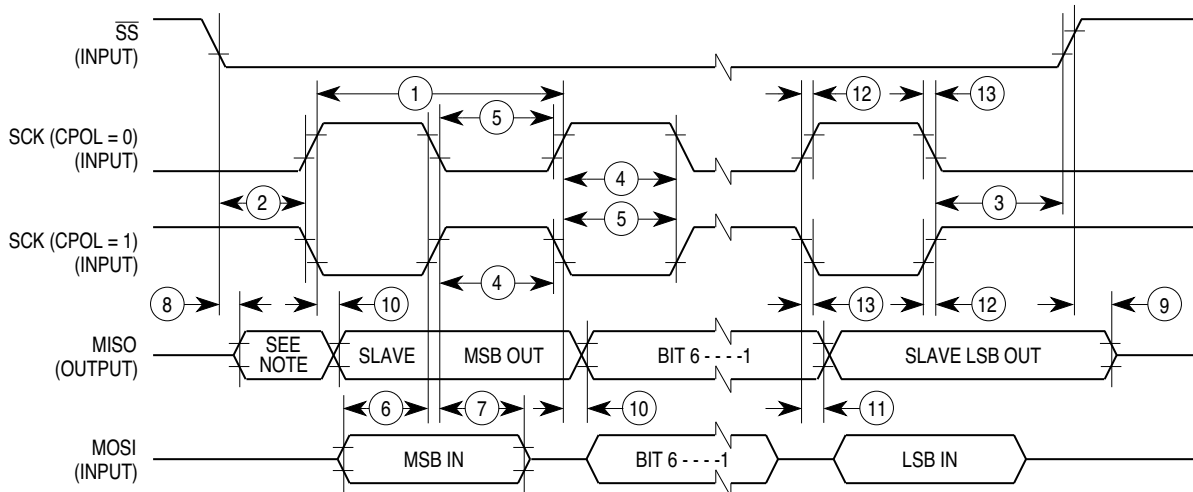 SS
(INPUT)
1
12
13
5
SCK (CPOL = 0)
(INPUT)
4
2
3
5
SCK (CPOL = 1)
(INPUT)
4
8
10
13
12
9
MISO
(OUTPUT)
SEE
NOTE
SLAVE
MSB OUT
BIT 6 - - - -1
SLAVE LSB OUT
6
7
10
11
MOSI
(INPUT)
MSB IN
BIT 6 - - - -1
LSB IN